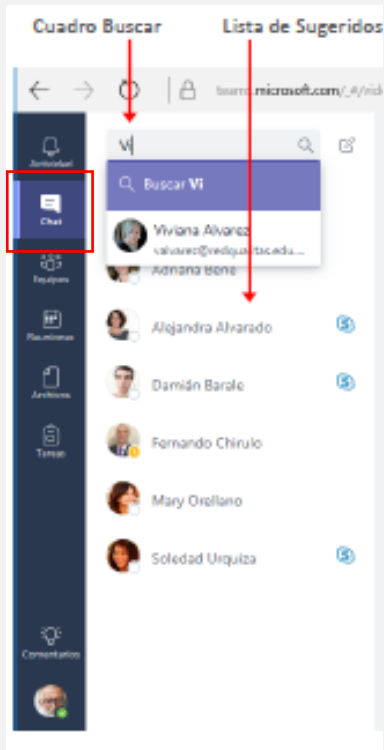 Cuadro Buscar
Lista de Sugeridos
teams.microsoft.com/_#/
Vi
Actividad
Buscar Vi
Chat
Viviana Alvarez
Adriana Bene
Equipos
Alejandra Alvarado
Reuniones
Damián Barale
Archivos
Fernando Chirulo
Tareas
Mary Orellano
Soledad Urquiza
Comentarios